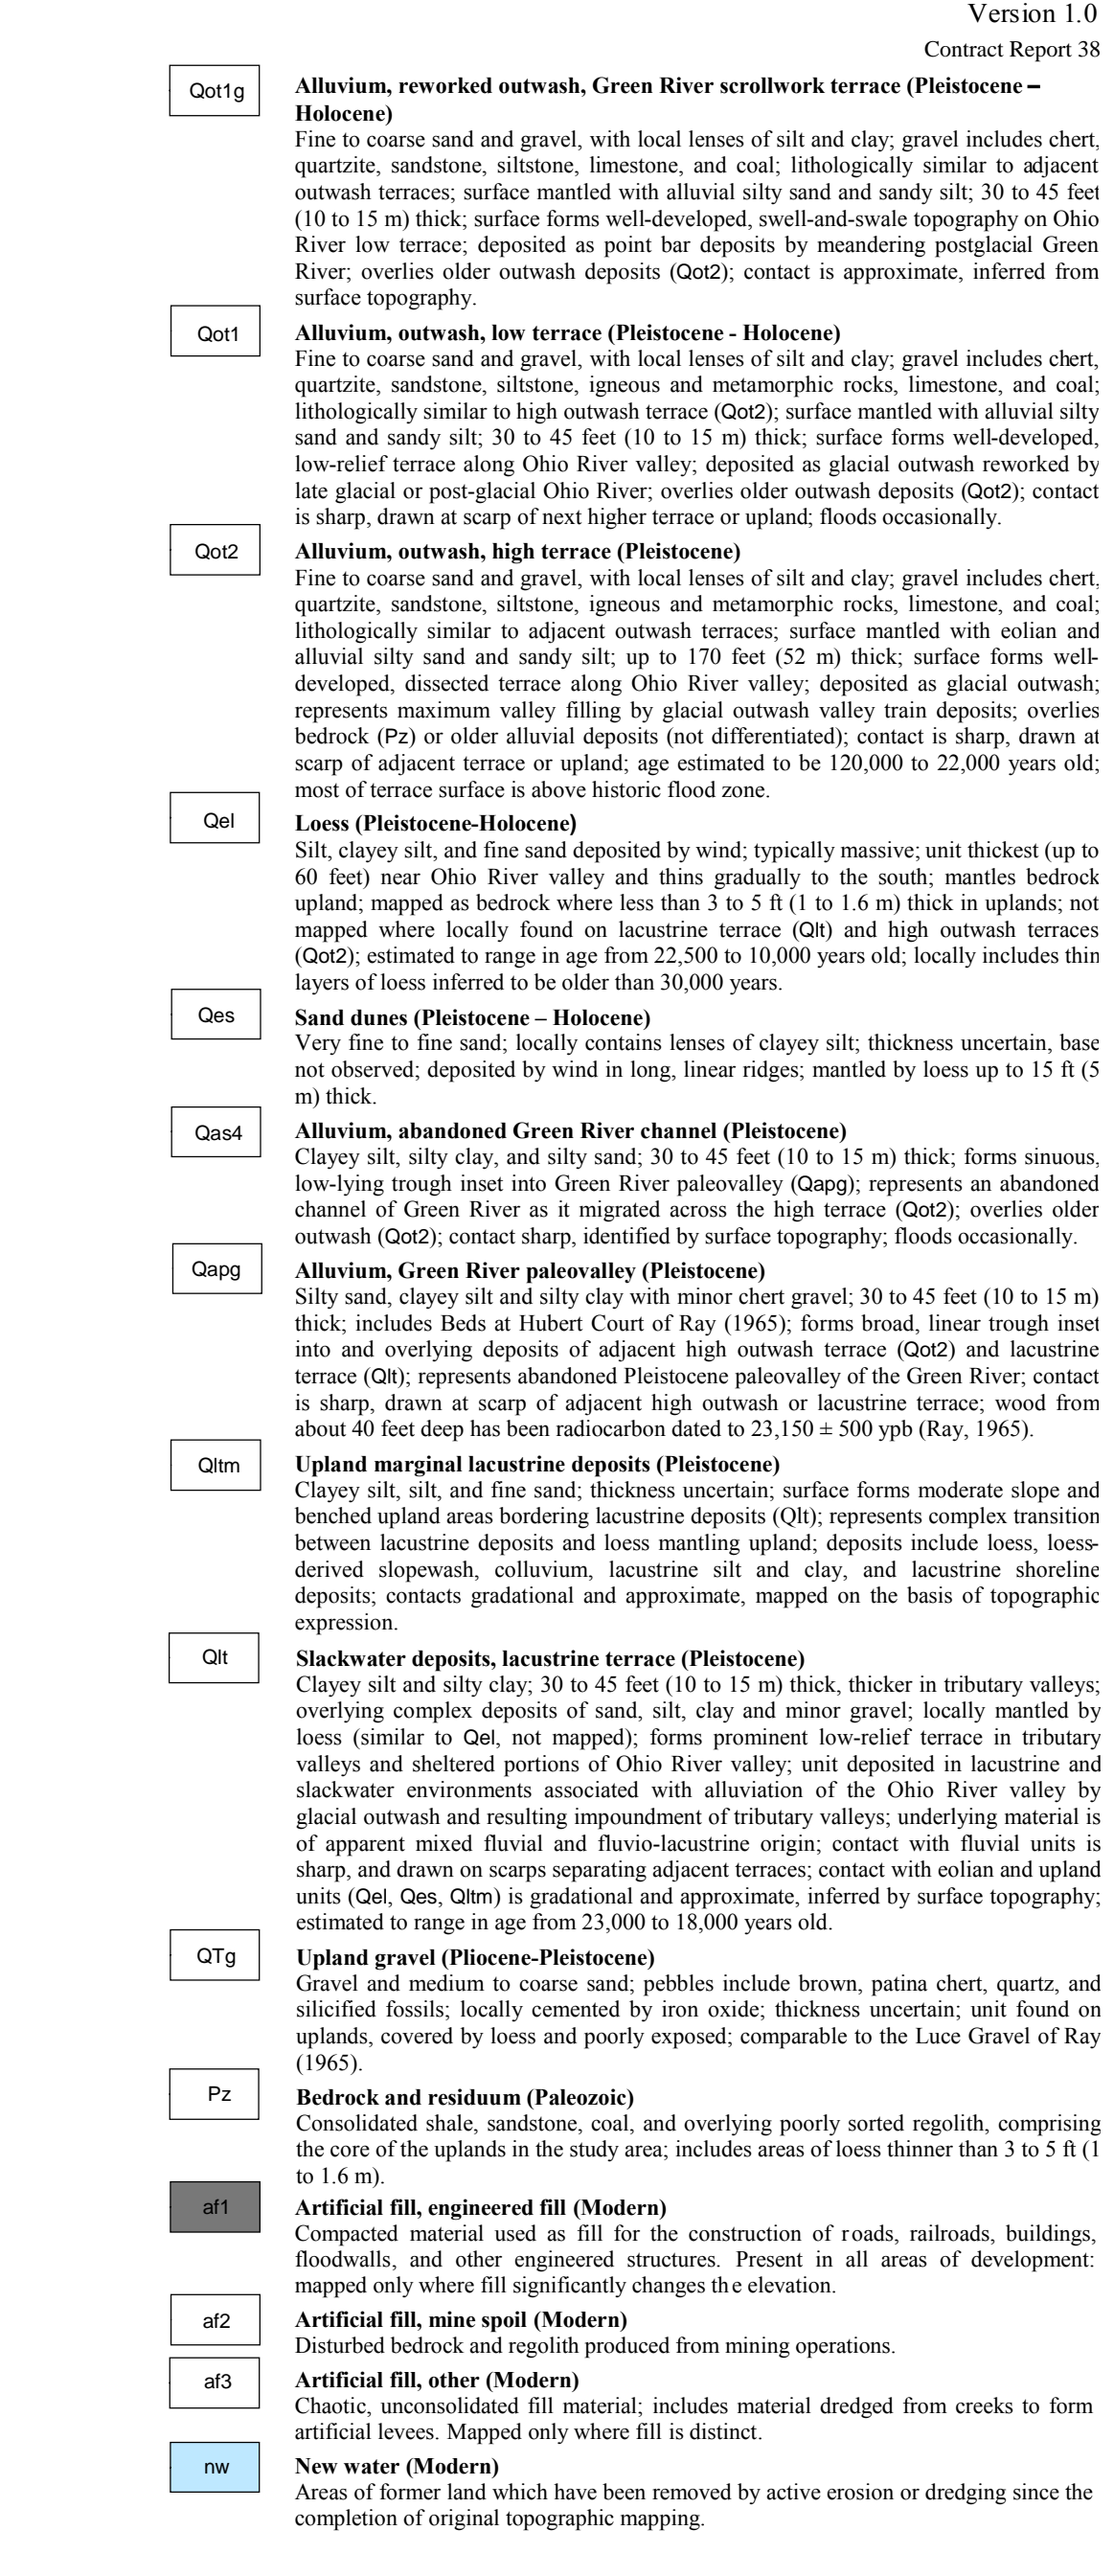 Version 1.0
Contract Report 38
Qot1g
Alluvium, reworked outwash, Green River scrollwork terrace (Pleistocene –
Holocene)
Fine to coarse sand and gravel, with local lenses of silt and clay; gravel includes chert,
quartzite, sandstone, siltstone, limestone, and coal; lithologically similar to adjacent
outwash terraces; surface mantled with alluvial silty sand and sandy silt; 30 to 45 feet
(10 to 15 m) thick; surface forms well-developed, swell-and-swale topography on Ohio
River low terrace; deposited as point bar deposits by meandering postglacial Green
River; overlies older outwash deposits (Qot2); contact is approximate, inferred from
surface topography.
Qot1
Alluvium, outwash, low terrace (Pleistocene - Holocene)
Fine to coarse sand and gravel, with local lenses of silt and clay; gravel includes chert,
quartzite, sandstone, siltstone, igneous and metamorphic rocks, limestone, and coal;
lithologically similar to high outwash terrace (Qot2); surface mantled with alluvial silty
sand and sandy silt; 30 to 45 feet (10 to 15 m) thick; surface forms well-developed,
low-relief terrace along Ohio River valley; deposited as glacial outwash reworked by
late glacial or post-glacial Ohio River; overlies older outwash deposits (Qot2); contact
is sharp, drawn at scarp of next higher terrace or upland; floods occasionally.
Qot2
Alluvium, outwash, high terrace (Pleistocene)
Fine to coarse sand and gravel, with local lenses of silt and clay; gravel includes chert,
quartzite, sandstone, siltstone, igneous and metamorphic rocks, limestone, and coal;
lithologically similar to adjacent outwash terraces; surface mantled with eolian and
alluvial silty sand and sandy silt; up to 170 feet (52 m) thick; surface forms well-
developed, dissected terrace along Ohio River valley; deposited as glacial outwash;
represents maximum valley filling by glacial outwash valley train deposits; overlies
bedrock (Pz) or older alluvial deposits (not differentiated); contact is sharp, drawn at
scarp of adjacent terrace or upland; age estimated to be 120,000 to 22,000 years old;
most of terrace surface is above historic flood zone.
Qel
Loess (Pleistocene-Holocene)
Silt, clayey silt, and fine sand deposited by wind; typically massive; unit thickest (up to
60 feet) near Ohio River valley and thins gradually to the south; mantles bedrock
upland; mapped as bedrock where less than 3 to 5 ft (1 to 1.6 m) thick in uplands; not
mapped where locally found on lacustrine terrace (Qlt) and high outwash terraces
(Qot2); estimated to range in age from 22,500 to 10,000 years old; locally includes thin
layers of loess inferred to be older than 30,000 years.
Qes
Sand dunes (Pleistocene – Holocene)
Very fine to fine sand; locally contains lenses of clayey silt; thickness uncertain, base
not observed; deposited by wind in long, linear ridges; mantled by loess up to 15 ft (5
m) thick.
Qas4
Alluvium, abandoned Green River channel (Pleistocene)
Clayey silt, silty clay, and silty sand; 30 to 45 feet (10 to 15 m) thick; forms sinuous,
low-lying trough inset into Green River paleovalley (Qapg); represents an abandoned
channel of Green River as it migrated across the high terrace (Qot2); overlies older
outwash (Qot2); contact sharp, identified by surface topography; floods occasionally.
Qapg
Alluvium, Green River paleovalley (Pleistocene)
Silty sand, clayey silt and silty clay with minor chert gravel; 30 to 45 feet (10 to 15 m)
thick; includes Beds at Hubert Court of Ray (1965); forms broad, linear trough inset
into and overlying deposits of adjacent high outwash terrace (Qot2) and lacustrine
terrace (Qlt); represents abandoned Pleistocene paleovalley of the Green River; contact
is sharp, drawn at scarp of adjacent high outwash or lacustrine terrace; wood from
about 40 feet deep has been radiocarbon dated to 23,150 ± 500 ypb (Ray, 1965).
Qltm
Upland marginal lacustrine deposits (Pleistocene)
Clayey silt, silt, and fine sand; thickness uncertain; surface forms moderate slope and
benched upland areas bordering lacustrine deposits (Qlt); represents complex transition
between lacustrine deposits and loess mantling upland; deposits include loess, loess-
derived slopewash, colluvium, lacustrine silt and clay, and lacustrine shoreline
deposits; contacts gradational and approximate, mapped on the basis of topographic
expression.
Qlt
Slackwater deposits, lacustrine terrace (Pleistocene)
Clayey silt and silty clay; 30 to 45 feet (10 to 15 m) thick, thicker in tributary valleys;
overlying complex deposits of sand, silt, clay and minor gravel; locally mantled by
loess (similar to Qel, not mapped); forms prominent low-relief terrace in tributary
valleys and sheltered portions of Ohio River valley; unit deposited in lacustrine and
slackwater environments associated with alluviation of the Ohio River valley by
glacial outwash and resulting impoundment of tributary valleys; underlying material is
of apparent mixed fluvial and fluvio-lacustrine origin; contact with fluvial units is
sharp, and drawn on scarps separating adjacent terraces; contact with eolian and upland
units (Qel, Qes, Qltm) is gradational and approximate, inferred by surface topography;
estimated to range in age from 23,000 to 18,000 years old.
QTg
Upland gravel (Pliocene-Pleistocene)
Gravel and medium to coarse sand; pebbles include brown, patina chert, quartz, and
silicified fossils; locally cemented by iron oxide; thickness uncertain; unit found on
uplands, covered by loess and poorly exposed; comparable to the Luce Gravel of Ray
(1965).
Pz
Bedrock and residuum (Paleozoic)
Consolidated shale, sandstone, coal, and overlying poorly sorted regolith, comprising
the core of the uplands in the study area; includes areas of loess thinner than 3 to 5 ft (1
to 1.6 m).
af1
Artificial fill, engineered fill (Modern)
Compacted material used as fill for the construction of roads, railroads, buildings,
floodwalls, and other engineered structures. Present in all areas of development:
mapped only where fill significantly changes the elevation.
af2
Artificial fill, mine spoil (Modern)
Disturbed bedrock and regolith produced from mining operations.
af3
Artificial fill, other (Modern)
Chaotic, unconsolidated fill material; includes material dredged from creeks to form
artificial levees. Mapped only where fill is distinct.
nw
New water (Modern)
Areas of former land which have been removed by active erosion or dredging since the
completion of original topographic mapping.